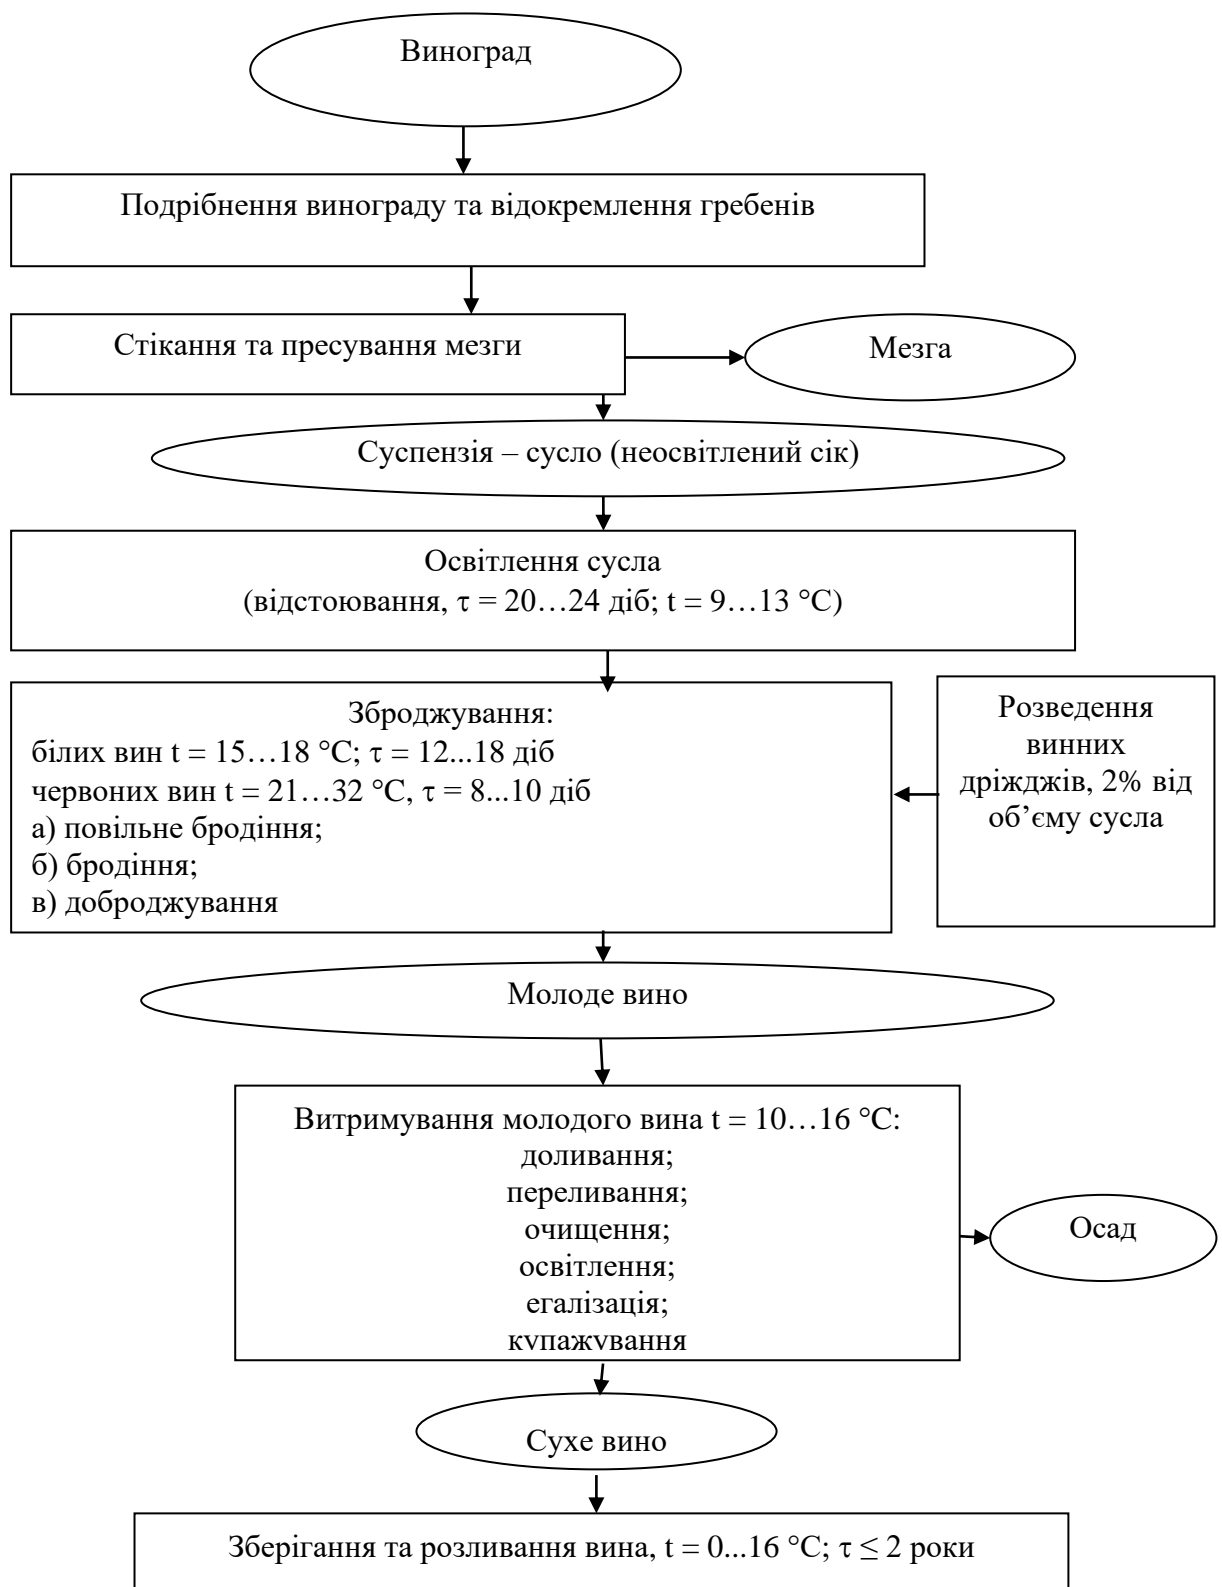 Виноград
Подрібнення винограду та відокремлення гребенів
Стікання та пресування мезги
Мезга
Суспензія – сусло (неосвітлений сік)
Освітлення сусла
(відстоювання, τ = 20…24 діб; t = 9…13 °С)
Зброджування:
білих вин t = 15…18 °С; τ = 12...18 діб
червоних вин t = 21…32 °С, τ = 8...10 діб
а) повільне бродіння;
б) бродіння;
в) доброджування
Розведення
винних
дріжджів, 2% від
об’єму сусла
Молоде вино
Витримування молодого вина t = 10…16 °С:
доливання;
переливання;
очищення;
освітлення;
егалізація;
купажування
Осад
Сухе вино
Зберігання та розливання вина, t = 0...16 °С; τ ≤ 2 роки